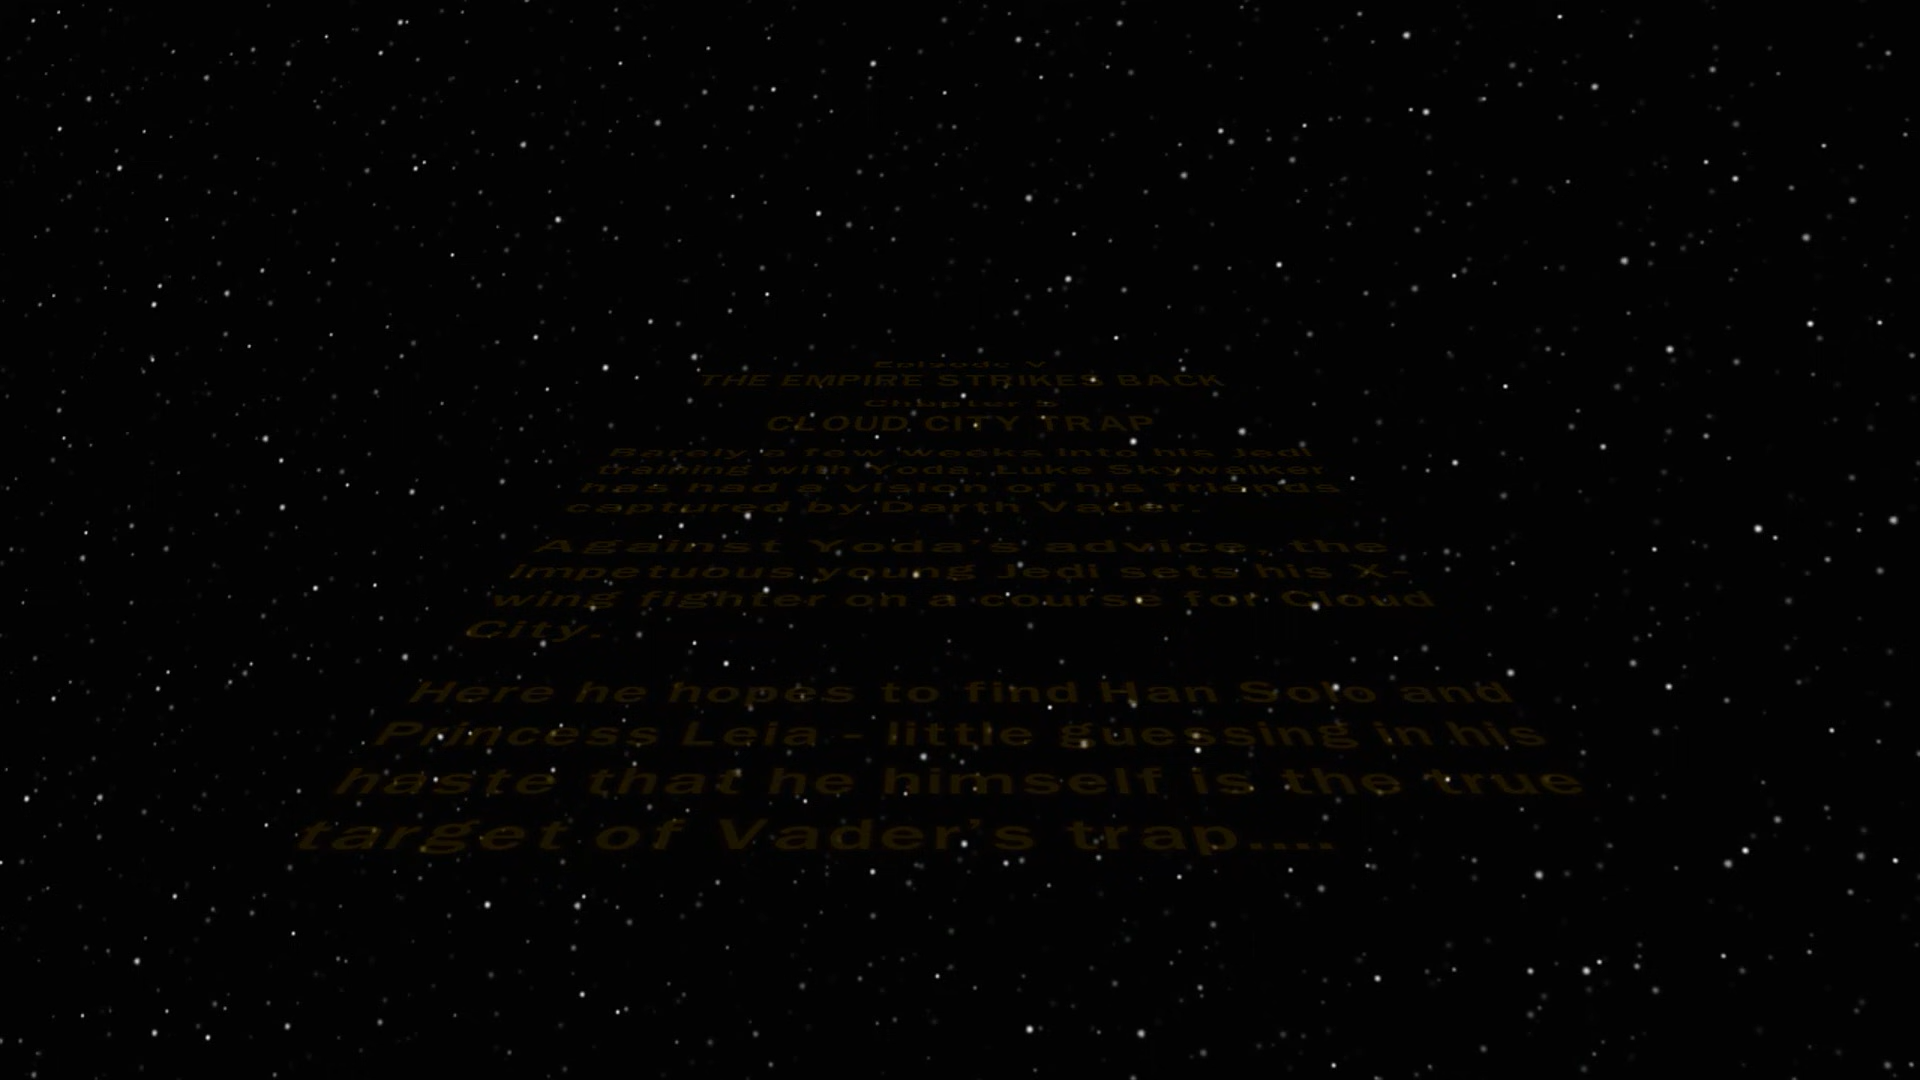 Episode V
THE EMPIRE STRIKES BACK
Chapter 5
CLOUD CITY TRAP
Barely a few weeks into his Jedi
training with Yoda, Luke Skywalker
has had a vision of his friends
captured by Darth Vader.
Against Yoda's advice, the
impetuous young Jedi sets his X-
wing fighter on a course for Cloud
City.
Here he hopes to find Han Solo and
Princess Leia - little guessing in his
haste that he himself is the true
target of Vader's trap....